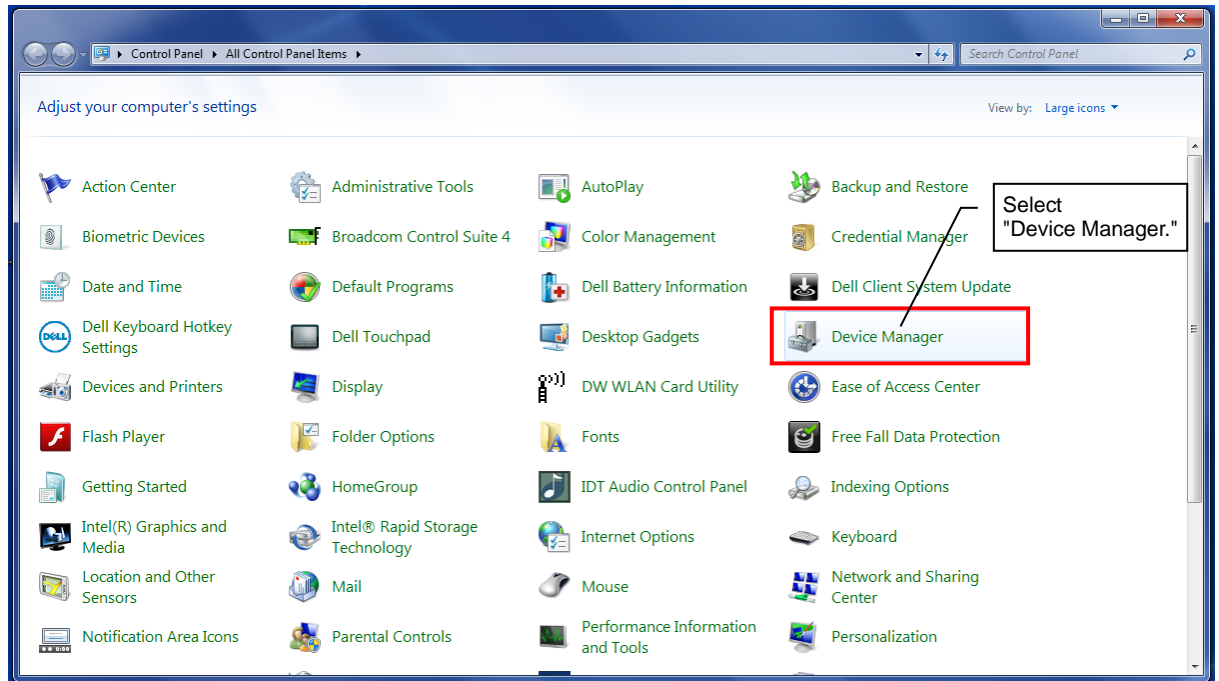 Control Panel ▸ All Control Panel Items ▸
Search Control Panel
Adjust your computer's settings
View by: Large icons
Action Center
Administrative Tools
AutoPlay
Backup and Restore
Select
"Device Manager."
Biometric Devices
Broadcom Control Suite 4
Color Management
Credential Manager
Date and Time
Default Programs
Dell Battery Information
Dell Client System Update
DELL
Dell Keyboard Hotkey
Settings
Dell Touchpad
Desktop Gadgets
Device Manager
Devices and Printers
Display
DW WLAN Card Utility
Ease of Access Center
Flash Player
Folder Options
Fonts
Free Fall Data Protection
Getting Started
HomeGroup
IDT Audio Control Panel
Indexing Options
Intel(R) Graphics and
Media
Intel® Rapid Storage
Technology
Internet Options
Keyboard
Location and Other
Sensors
Mail
Mouse
Network and Sharing
Center
Notification Area Icons
Parental Controls
Performance Information
and Tools
Personalization